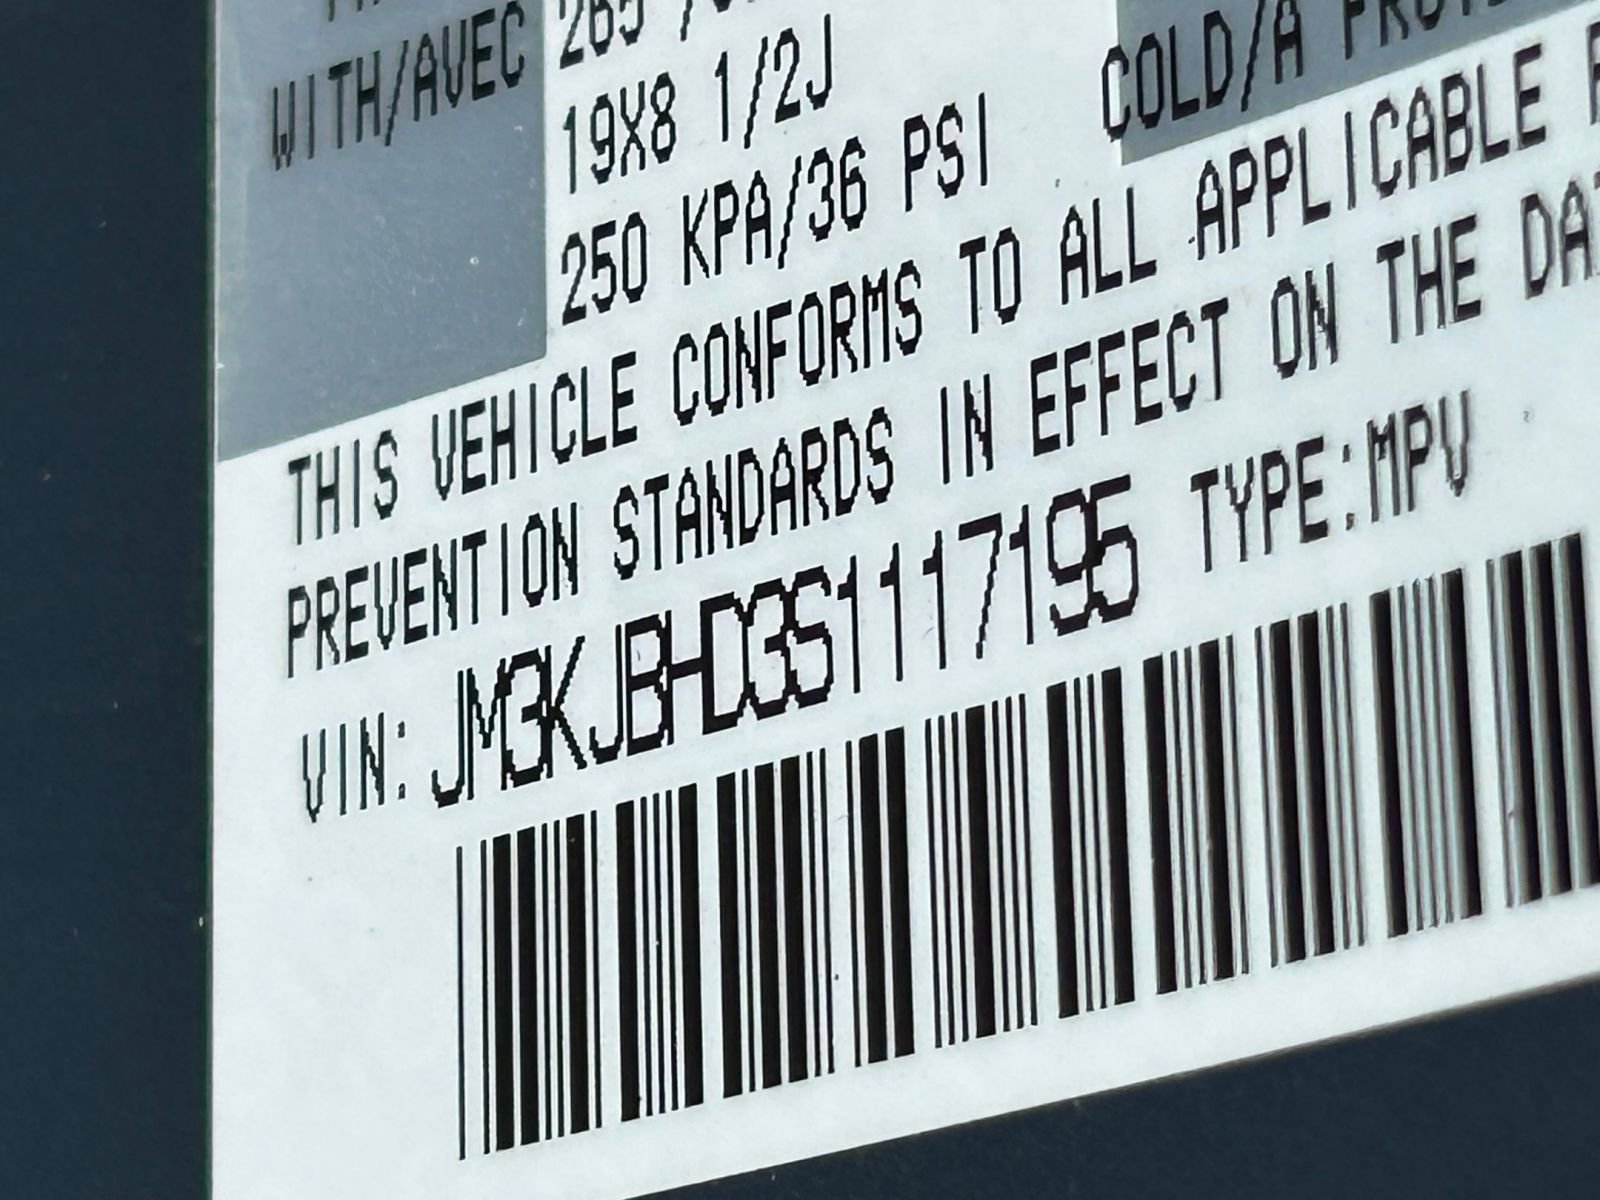 WITH/AVEC
265
19X8 1/2J
250 KPA/36 PSI
COLD/A
THIS VEHICLE CONFORMS TO ALL APPLICABLE
PREVENTION STANDARDS IN EFFECT ON THE
VIN: JM3KJBHD3S1117195 TYPE:MPV